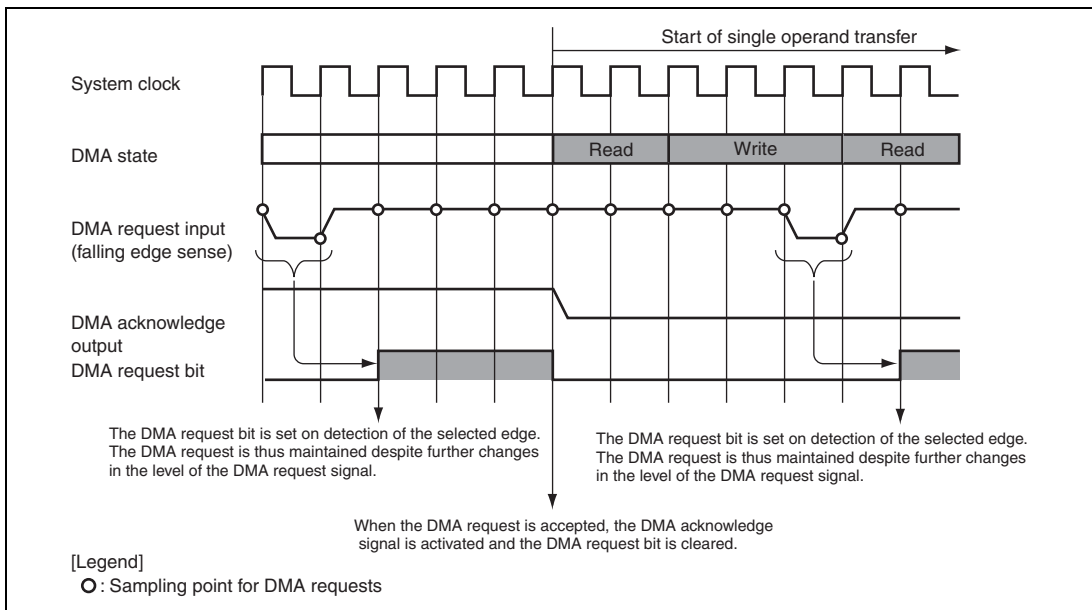 Start of single operand transfer
System clock
DMA state
Read
Write
Read
DMA request input
(falling edge sense)
DMA acknowledge
output
DMA request bit
The DMA request bit is set on detection of the selected edge.
The DMA request is thus maintained despite further changes
in the level of the DMA request signal.
The DMA request bit is set on detection of the selected edge.
The DMA request is thus maintained despite further changes
in the level of the DMA request signal.
When the DMA request is accepted, the DMA acknowledge
signal is activated and the DMA request bit is cleared.
[Legend]
: Sampling point for DMA requests